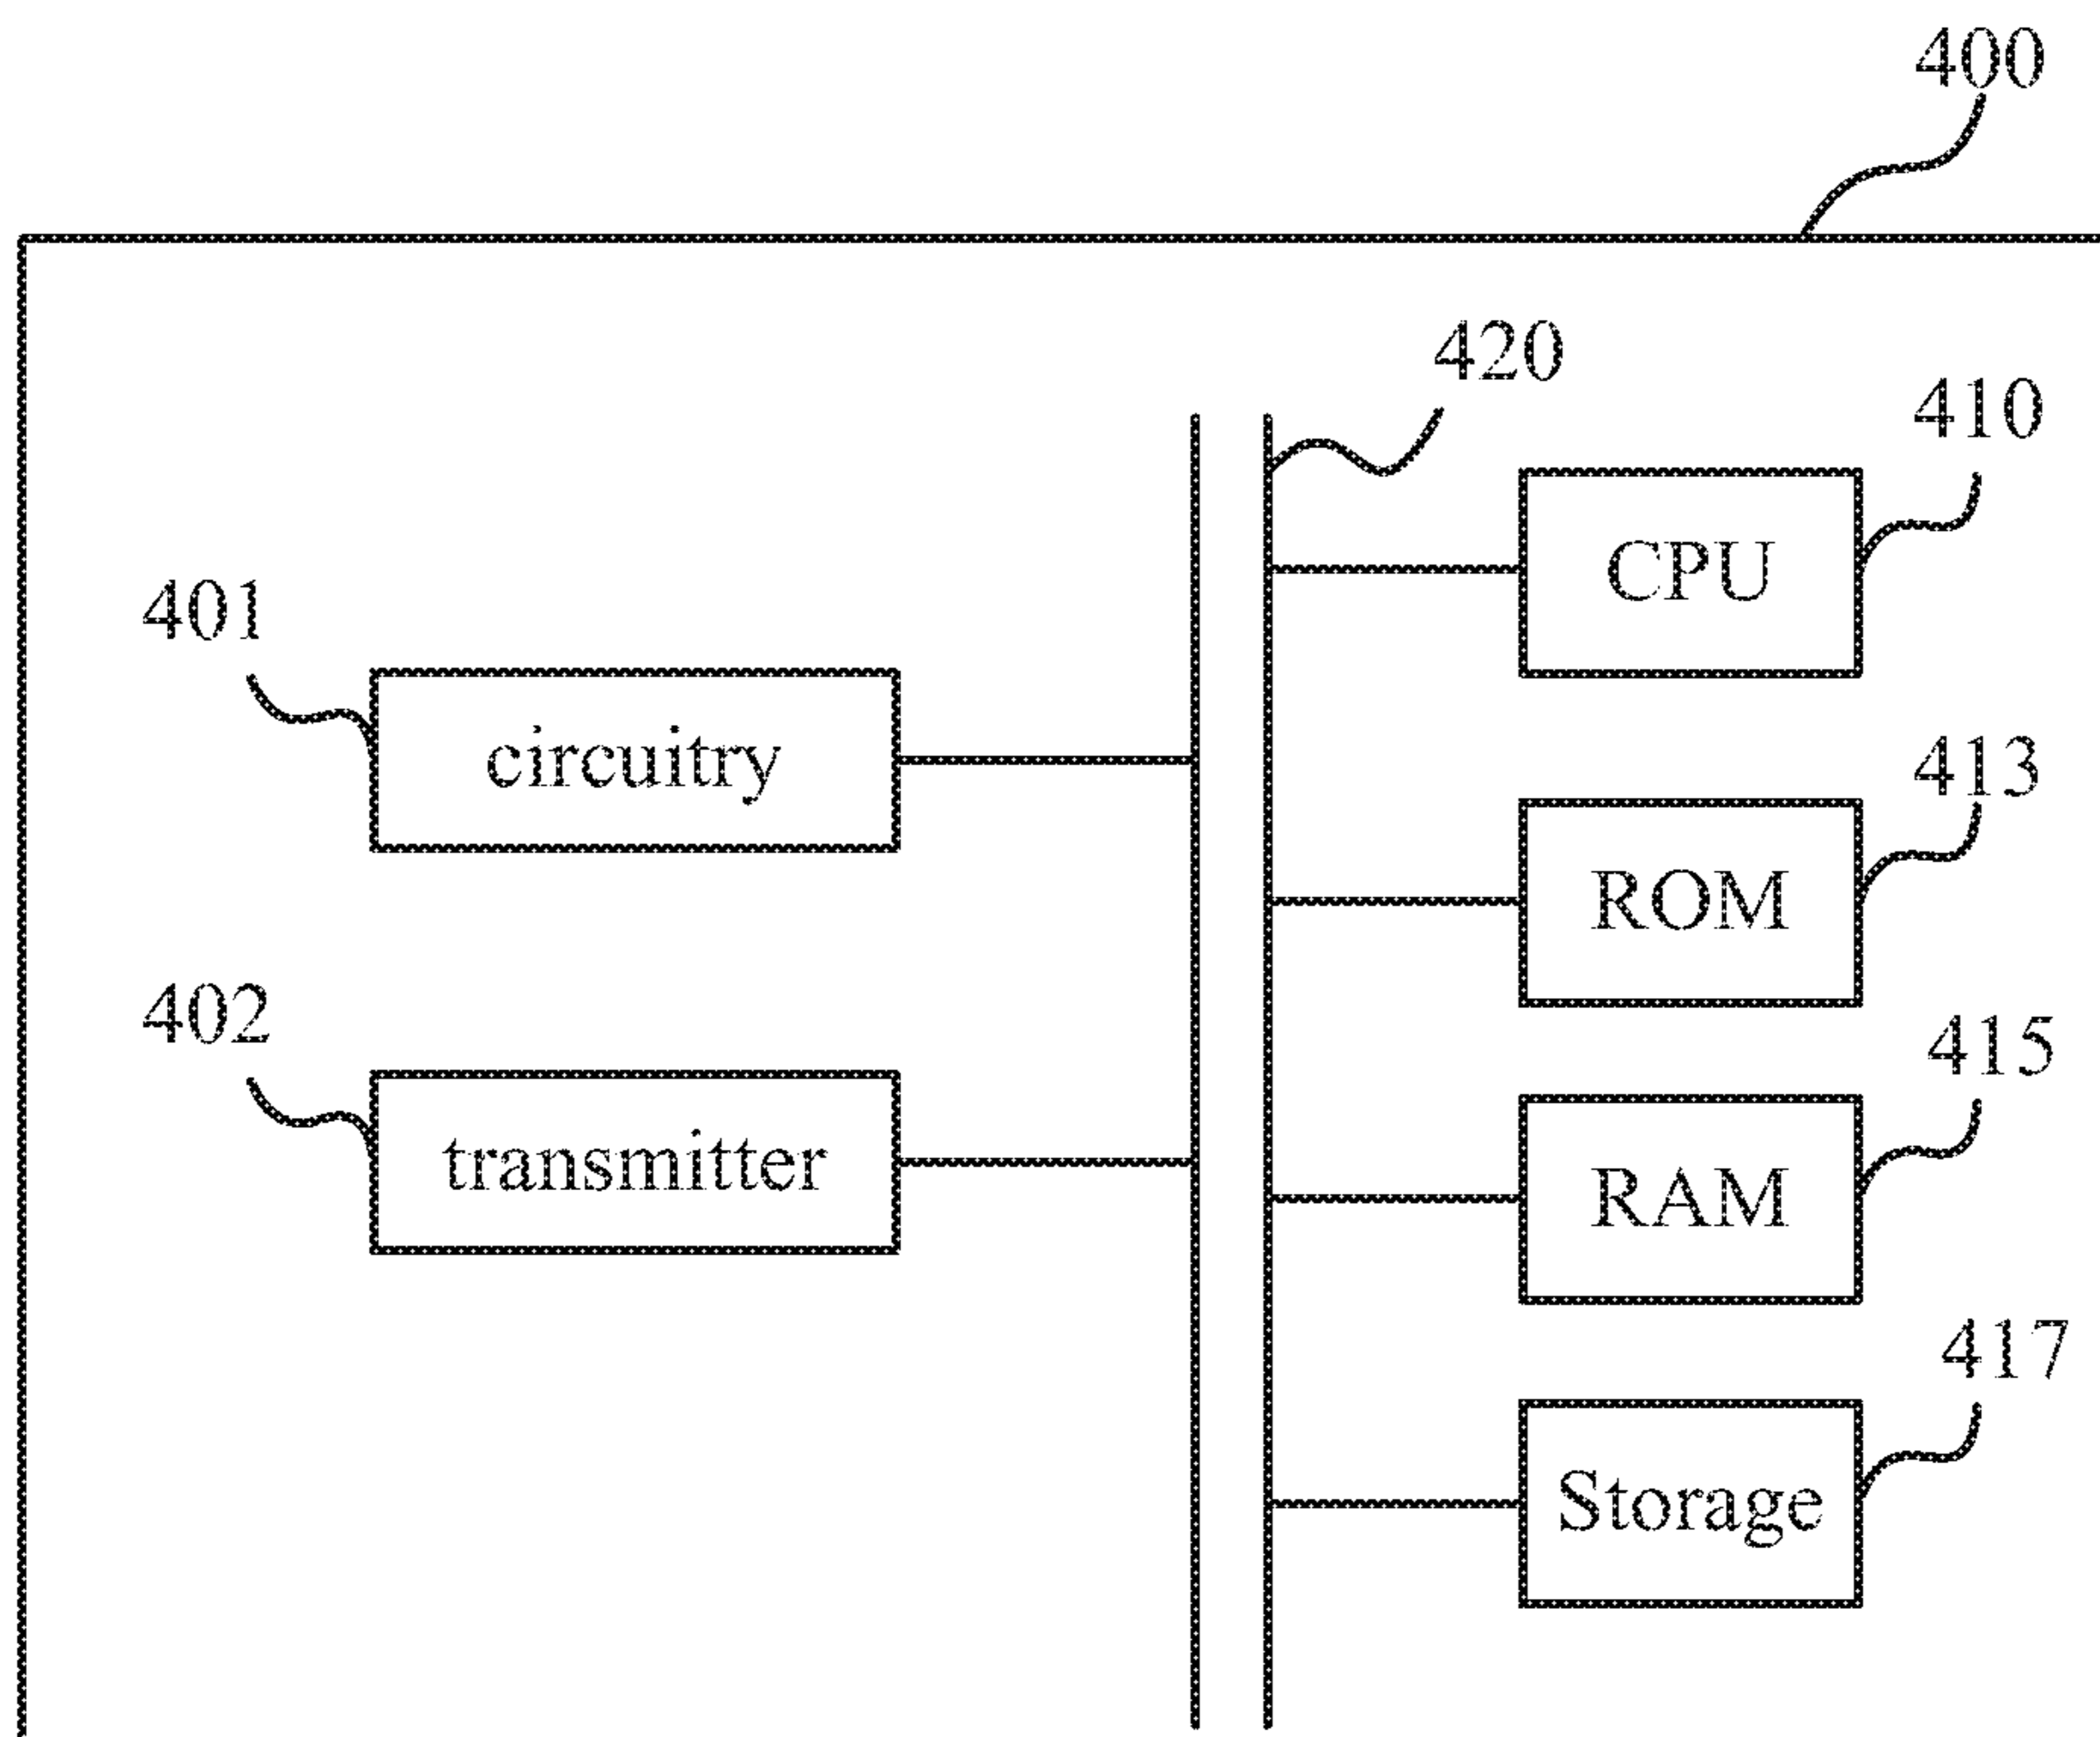 400
420
410
CPU
401
circuitry
413
ROM
402
transmitter
415
RAM
417
Storage